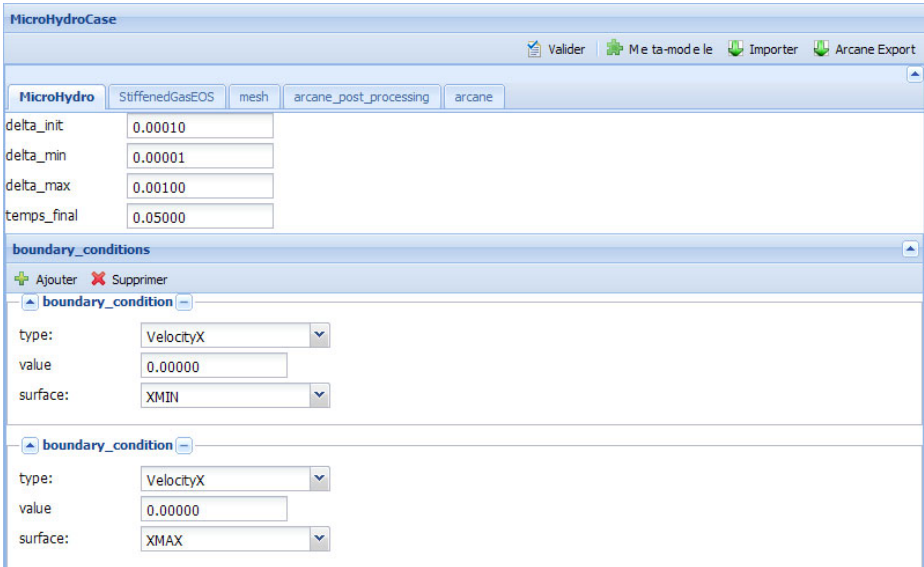 MicroHydroCase
Valider Me ta-mod e le Importer Arcane Export
MicroHydro StiffenedGasEOS mesh arcane_post_processing arcane
delta_init 0.00010
delta_min 0.00001
delta_max 0.00100
temps_final 0.05000
boundary_conditions
Ajouter Supprimer
boundary_condition
type: VelocityX
value 0.00000
surface: XMIN
boundary_condition
type: VelocityX
value 0.00000
surface: XMAX